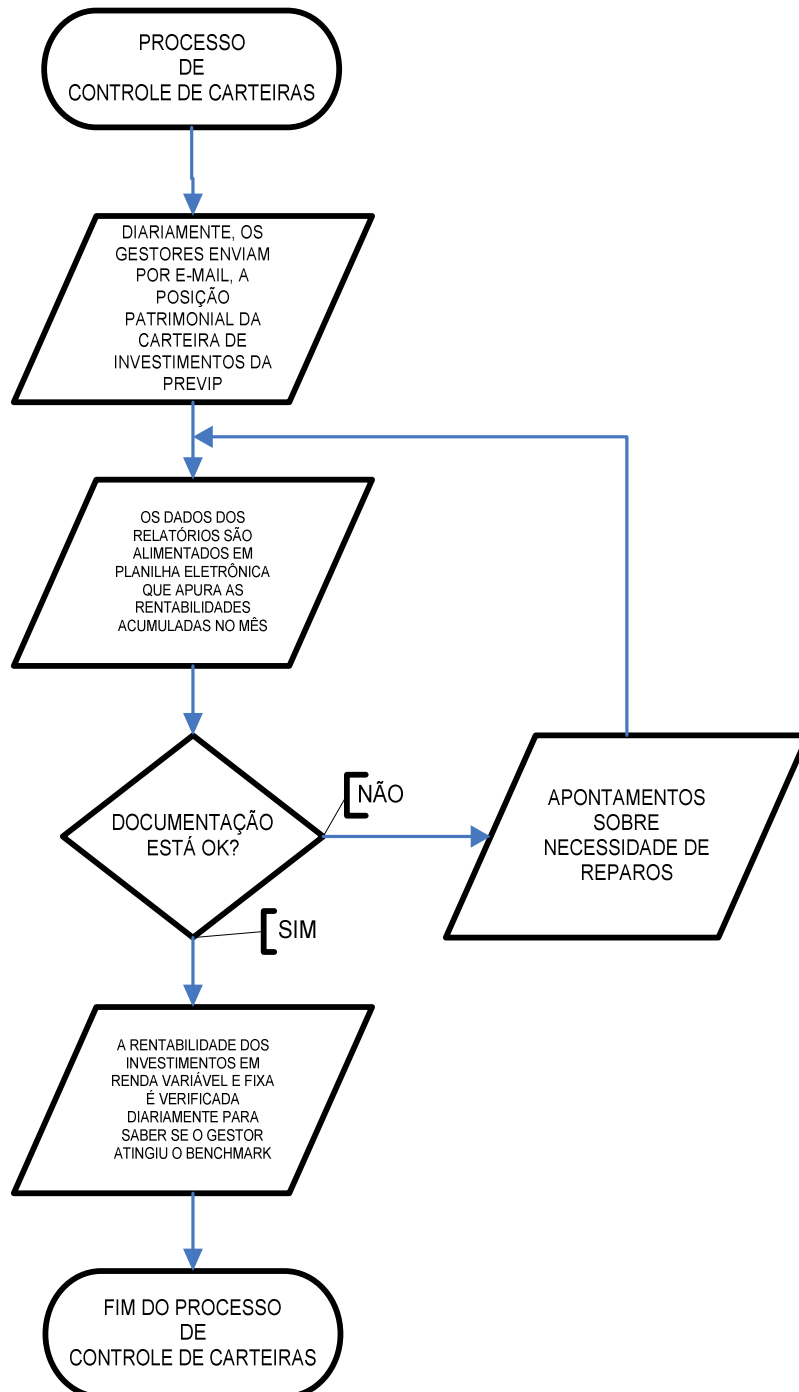 PROCESSO
DE
CONTROLE DE CARTEIRAS
DIARIAMENTE, OS
GESTORES ENVIAM
POR E-MAIL, A
POSIÇÃO
PATRIMONIAL DA
CARTEIRA DE
INVESTIMENTOS DA
PREVIP
OS DADOS DOS
RELATÓRIOS SÃO
ALIMENTADOS EM
PLANILHA ELETRÔNICA
QUE APURA AS
RENTABILIDADES
ACUMULADAS NO MÊS
DOCUMENTAÇÃO
ESTÁ OK?
NÃO
APONTAMENTOS
SOBRE
NECESSIDADE DE
REPAROS
SIM
A RENTABILIDADE DOS
INVESTIMENTOS EM
RENDA VARIÁVEL E FIXA
É VERIFICADA
DIARIAMENTE PARA
SABER SE O GESTOR
ATINGIU O BENCHMARK
FIM DO PROCESSO
DE
CONTROLE DE CARTEIRAS